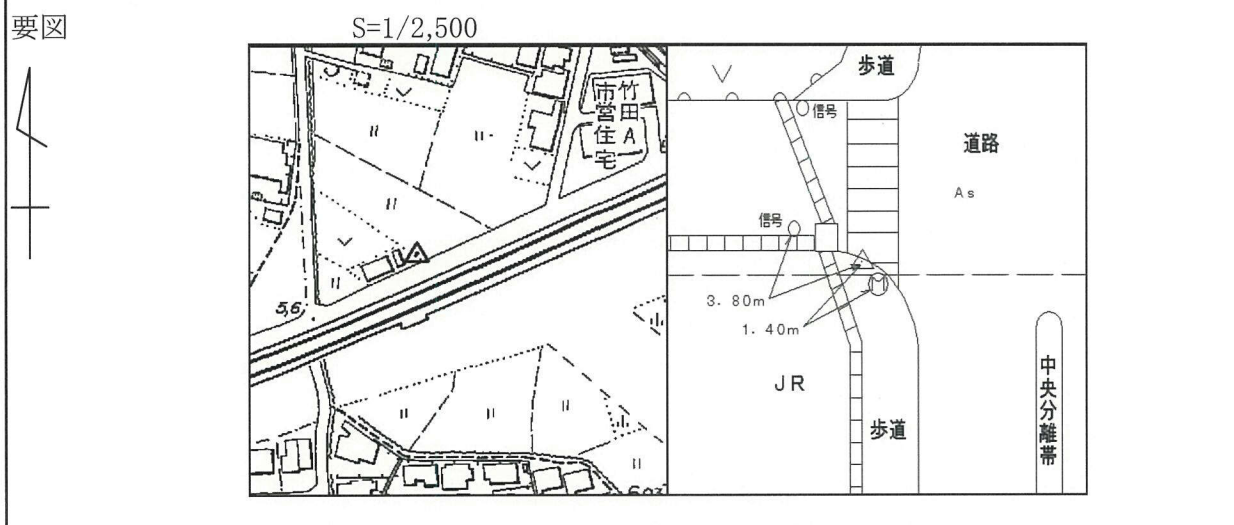 要図
S=1/2,500
竹田A
市営住宅
5,6
歩道
信号
道路
As
信号
3.80m
1.40m
M
JR
歩道
中央分離帯